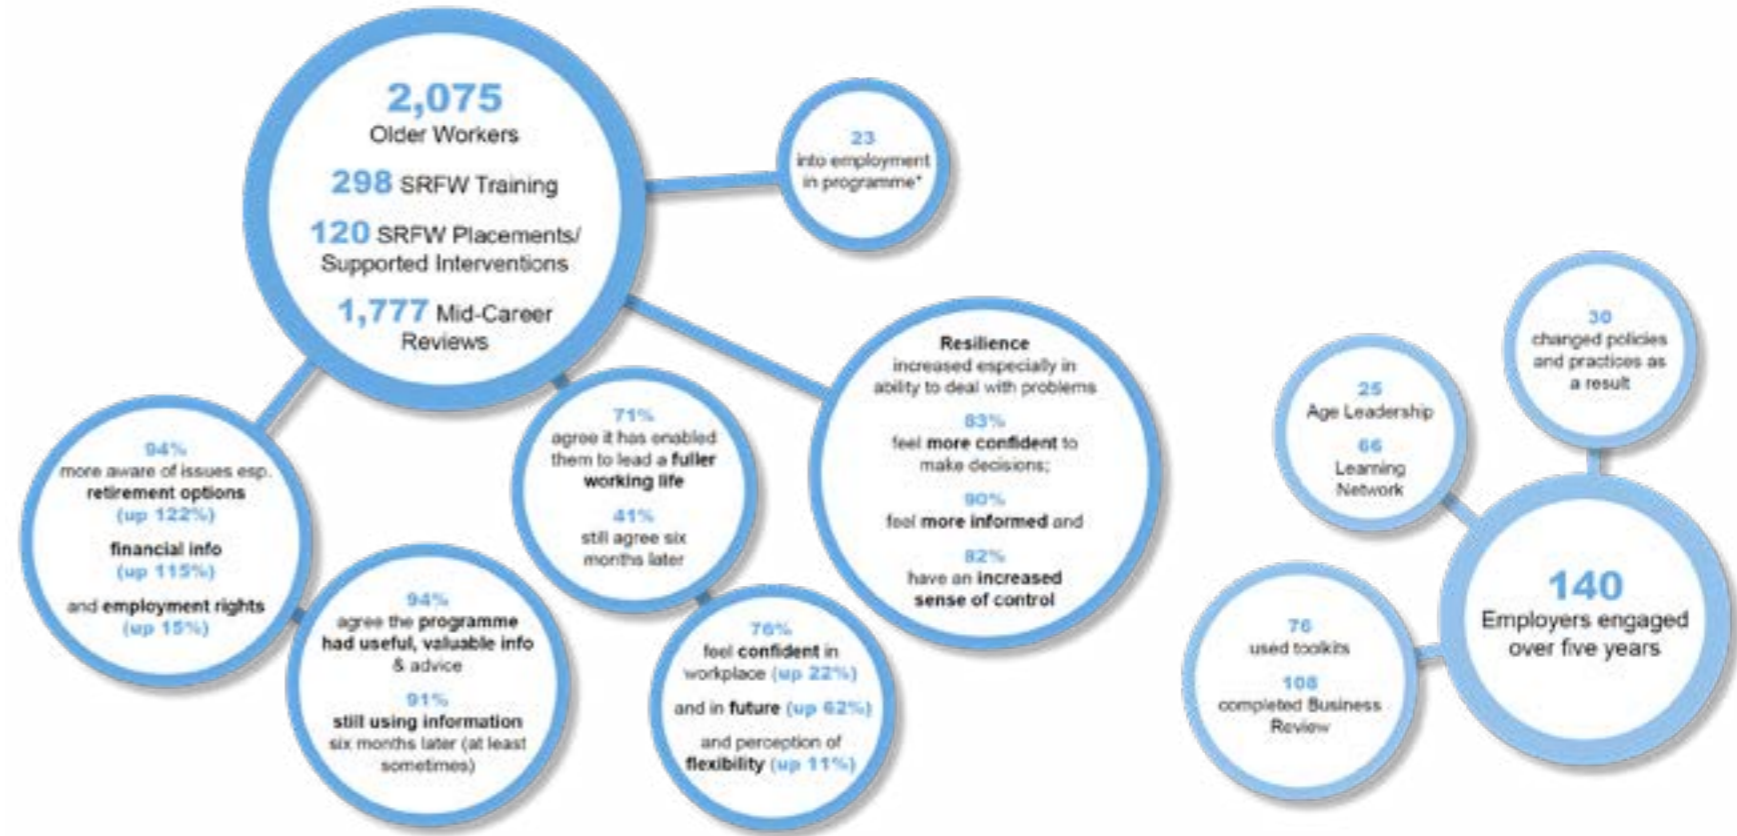 2,075
Older Workers
298 SRFW Training
120 SRFW Placements/
Supported Interventions
1,777 Mid-Career
Reviews
23
into employment
in programme*
94%
more aware of issues esp.
retirement options
(up 122%)
financial info
(up 115%)
and employment rights
(up 15%)
94%
agree the programme
had useful, valuable info
& advice
91%
still using information
six months later (at least
sometimes)
71%
agree it has enabled
them to lead a fuller
working life
41%
still agree six
months later
76%
feel confident in
workplace (up 22%)
and in future (up 62%)
and perception of
flexibility (up 11%)
Resilience
increased especially in
ability to deal with problems
83%
feel more confident to
make decisions;
90%
feel more informed and
82%
have an increased
sense of control
25
Age Leadership
66
Learning
Network
30
changed policies
and practices as
a result
140
Employers engaged
over five years
76
used toolkits
108
completed Business
Review